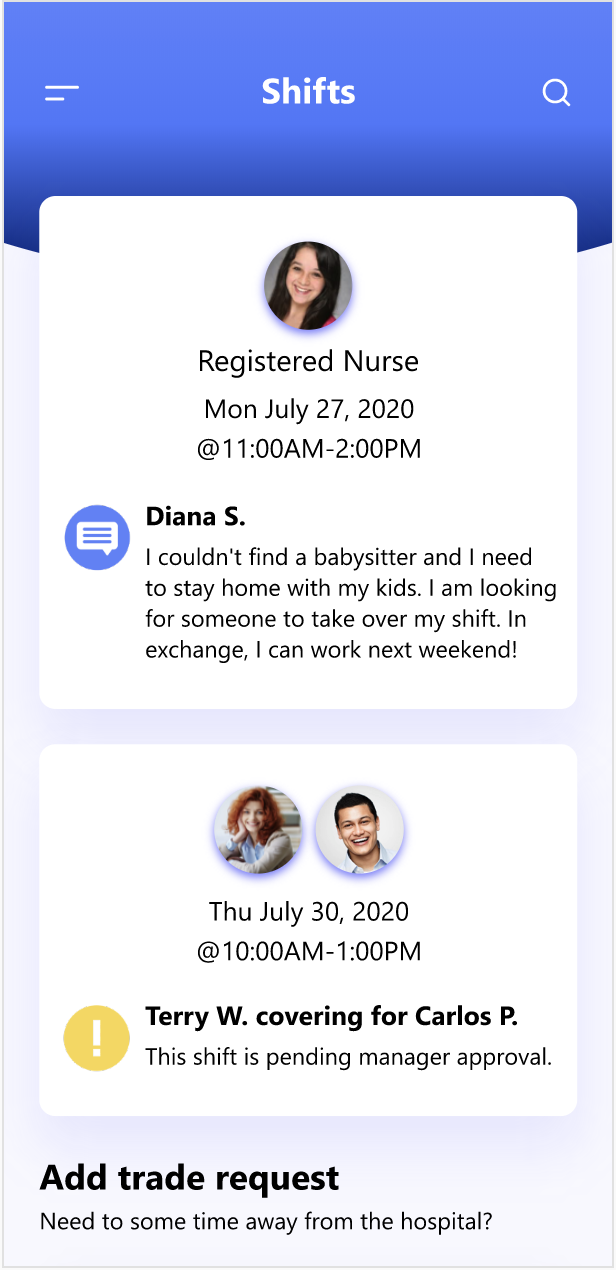 Shifts
Registered Nurse
Mon July 27, 2020
@11:00AM-2:00PM
Diana S.
I couldn't find a babysitter and I need
to stay home with my kids. I am looking
for someone to take over my shift. In
exchange, I can work next weekend!
Thu July 30, 2020
@10:00AM-1:00PM
Terry W. covering for Carlos P.
This shift is pending manager approval.
Add trade request
Need to some time away from the hospital?